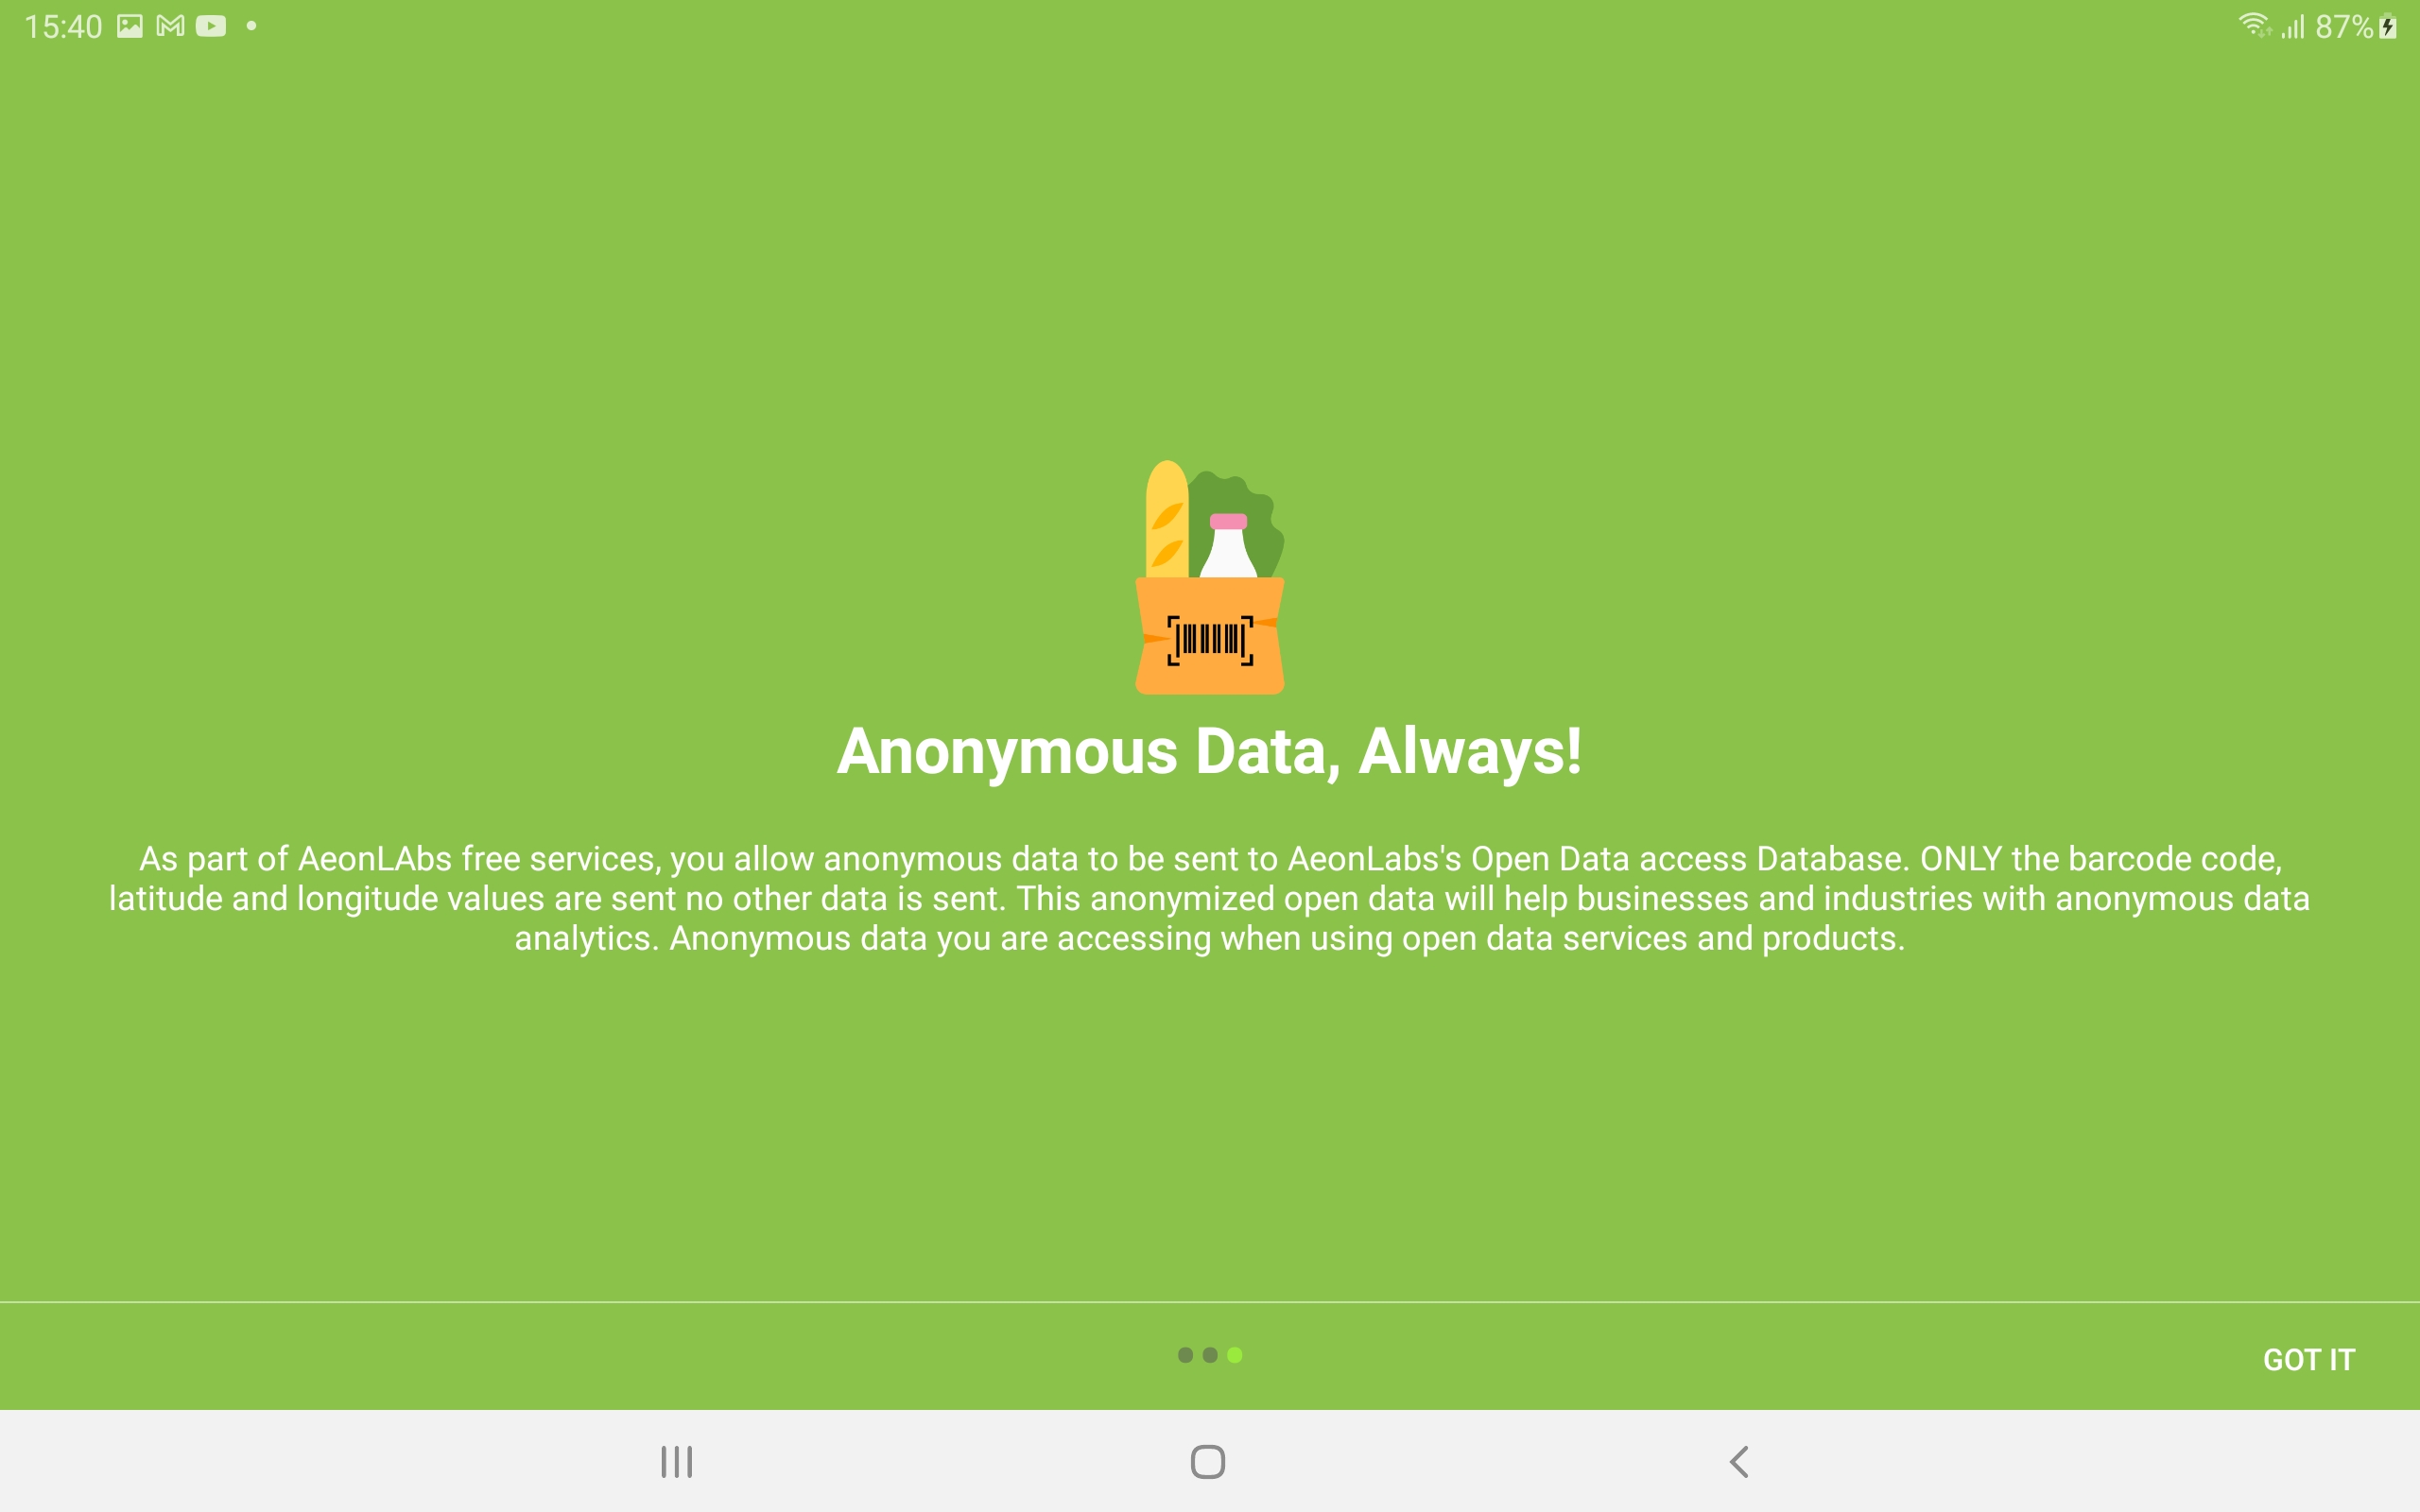 15:40
87%
Anonymous Data, Always!
As part of AeonLAbs free services, you allow anonymous data to be sent to AeonLabs's Open Data access Database. ONLY the barcode code,
latitude and longitude values are sent no other data is sent. This anonymized open data will help businesses and industries with anonymous data
analytics. Anonymous data you are accessing when using open data services and products.
GOT IT